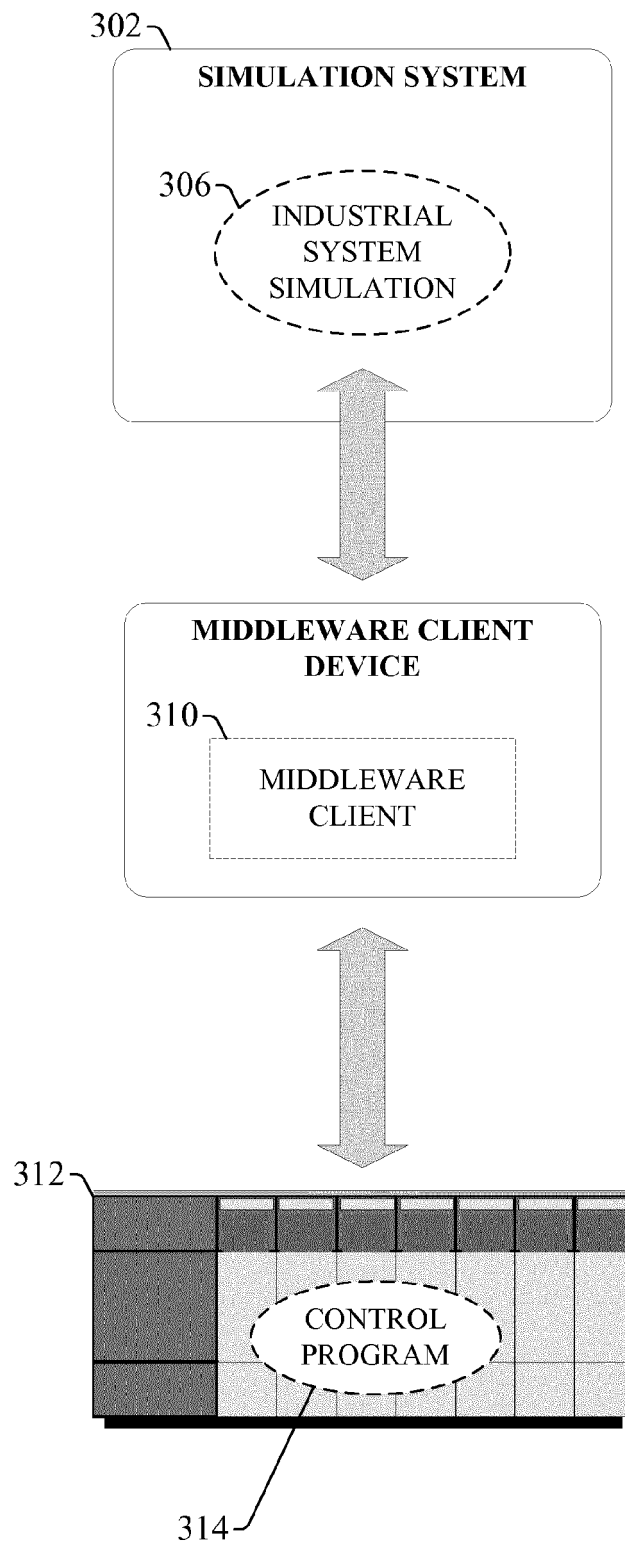 302
SIMULATION SYSTEM
306
INDUSTRIAL
SYSTEM
SIMULATION
MIDDLEWARE CLIENT
DEVICE
310
MIDDLEWARE
CLIENT
312
CONTROL
PROGRAM
314